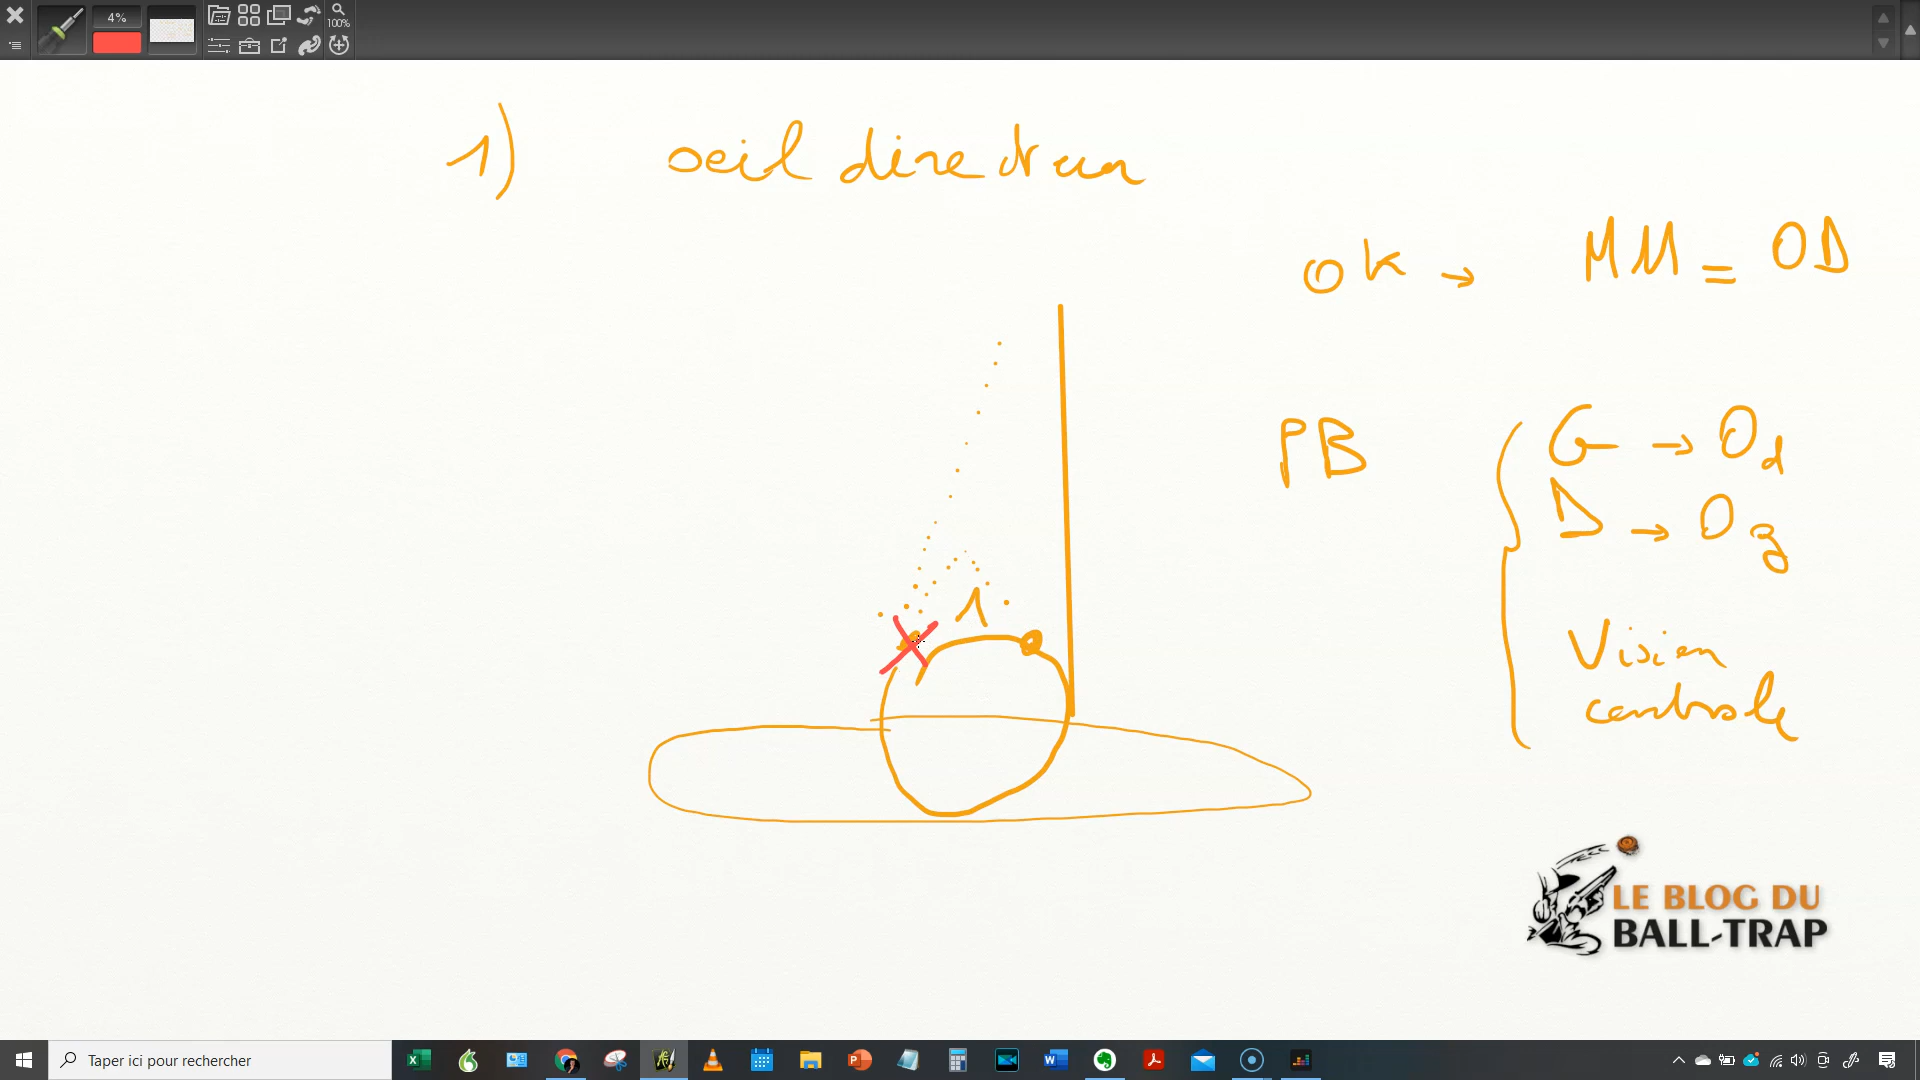 4%
100%
1) oeil directeur
OK → MM = OD
PB
G → Od
D → Og
Vision
centrale
1
LE BLOG DU
BALL-TRAP
Taper ici pour rechercher